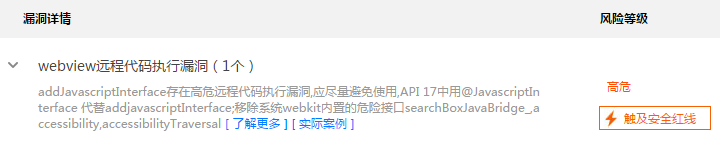 漏洞详情 风险等级
webview远程代码执行漏洞（1个）
addJavascriptInterface存在高危远程代码执行漏洞,应尽量避免使用,API 17中用@JavascriptIn
terface 代替addjavascriptInterface;移除系统webkit内置的危险接口searchBoxJavaBridge_,a
ccessibility,accessibilityTraversal [ 了解更多 ] [ 实际案例 ]
高危
触及安全红线